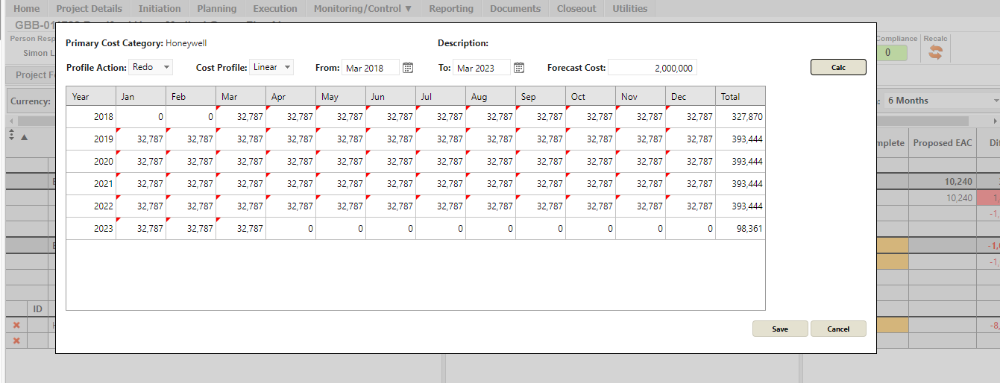 Home Project Details Initiation Planning Execution Monitoring/Control ▼ Reporting Documents Closeout Utilities
Person Resp
Compliance Recalc
Simon L
0
Project Fo
Currency:
6 Months
Primary Cost Category: Honeywell Description:
Profile Action: Redo Cost Profile: Linear From: Mar 2018 To: Mar 2023 Forecast Cost: 2,000,000 Calc
Year Jan Feb Mar Apr May Jun Jul Aug Sep Oct Nov Dec Total
2018 0 0 32,787 32,787 32,787 32,787 32,787 32,787 32,787 32,787 32,787 32,787 327,870
2019 32,787 32,787 32,787 32,787 32,787 32,787 32,787 32,787 32,787 32,787 32,787 32,787 393,444
2020 32,787 32,787 32,787 32,787 32,787 32,787 32,787 32,787 32,787 32,787 32,787 32,787 393,444
2021 32,787 32,787 32,787 32,787 32,787 32,787 32,787 32,787 32,787 32,787 32,787 32,787 393,444
2022 32,787 32,787 32,787 32,787 32,787 32,787 32,787 32,787 32,787 32,787 32,787 32,787 393,444
2023 32,787 32,787 32,787 0 0 0 0 0 0 0 0 0 98,361
Save Cancel
mplete Proposed EAC Dif
10,240
10,240 1,
-1,
-1,
-1,
ID
-8,